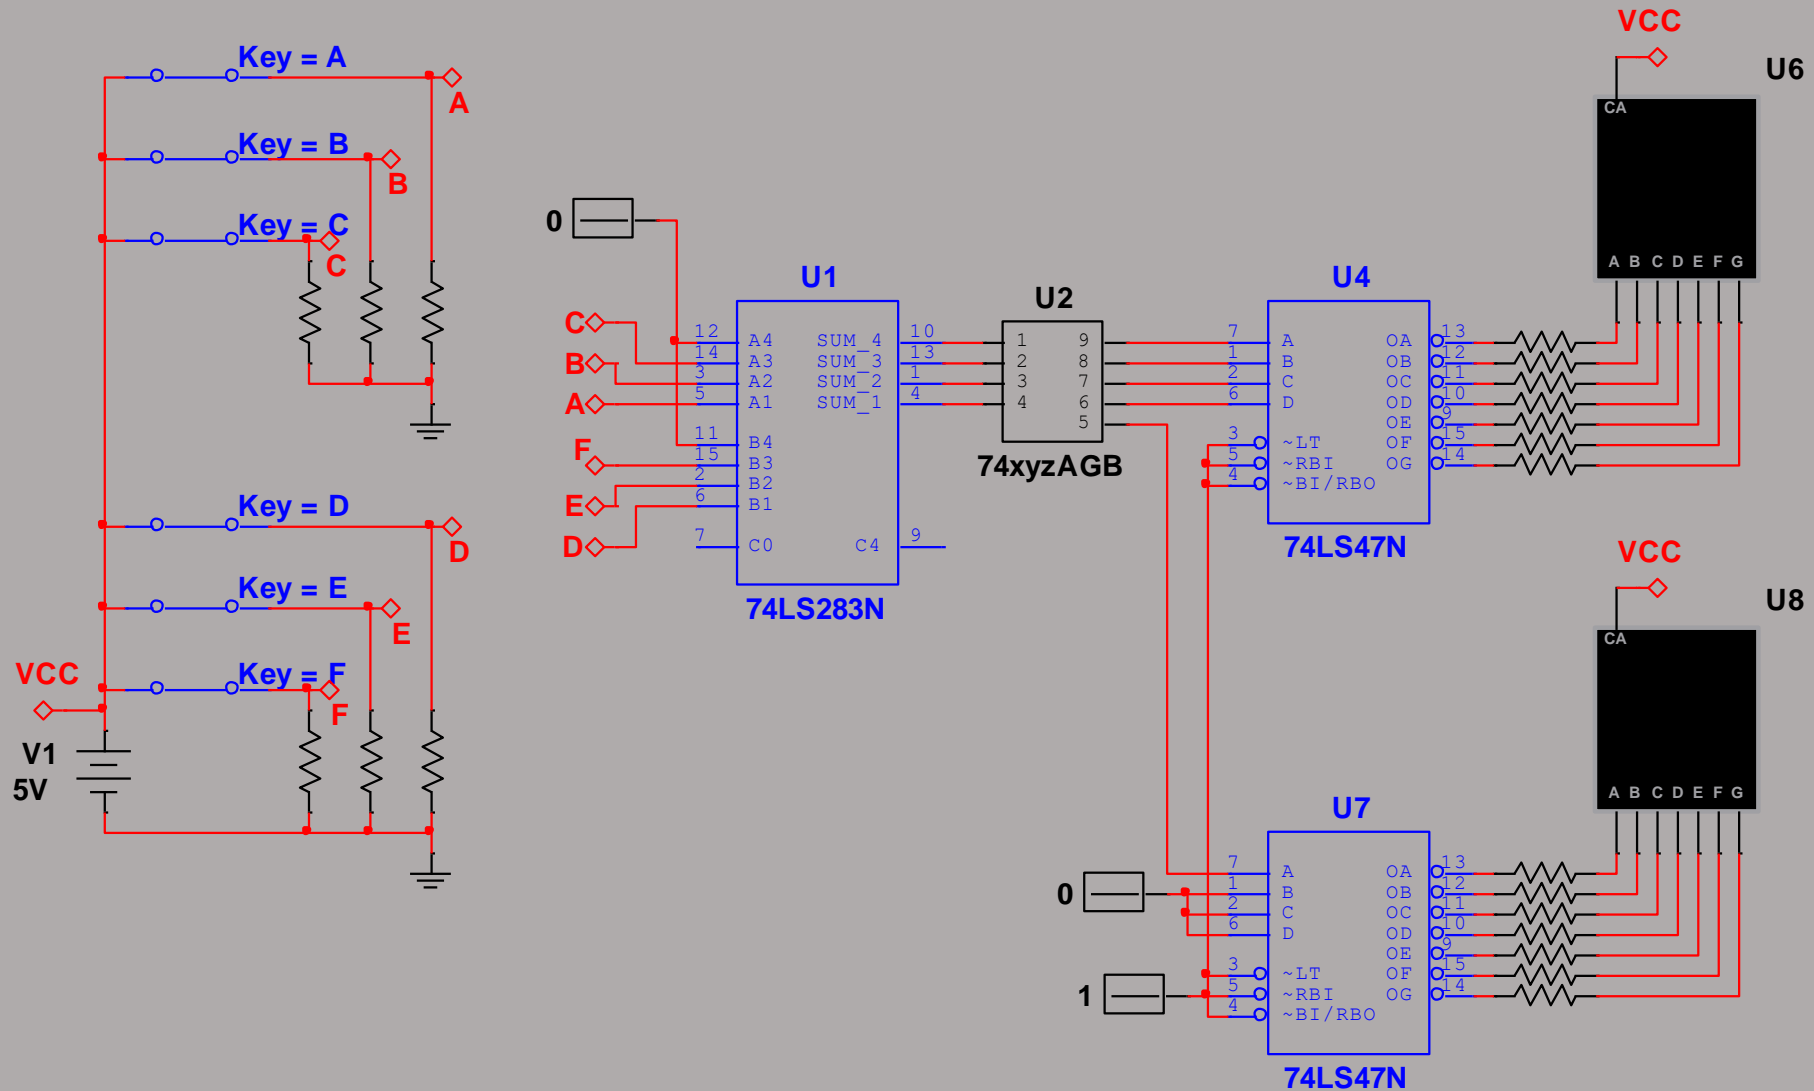 VCC
U6
CA
A B C D E F G
Key = A
A
Key = B
B
Key = C
C
0
U1
C
B
A
F
E
D
12 A4 SUM_4 10
14 A3 SUM_3 13
3 A2 SUM_2 1
5 A1 SUM_1 4
11 B4
15 B3
2 B2
6 B1
7 C0 C4 9
74LS283N
U2
1 9
2 8
3 7
4 6
5
74xyzAGB
U4
7 A OA 13
1 B OB 12
2 C OC 11
6 D OD 10
OE 9
3 ~LT OF 15
5 ~RBI OG 14
4 ~BI/RBO
74LS47N
Key = D
D
Key = E
E
Key = F
F
VCC
V1
5V
VCC
U8
CA
A B C D E F G
U7
0
1
7 A OA 13
1 B OB 12
2 C OC 11
6 D OD 10
OE 9
3 ~LT OF 15
5 ~RBI OG 14
4 ~BI/RBO
74LS47N